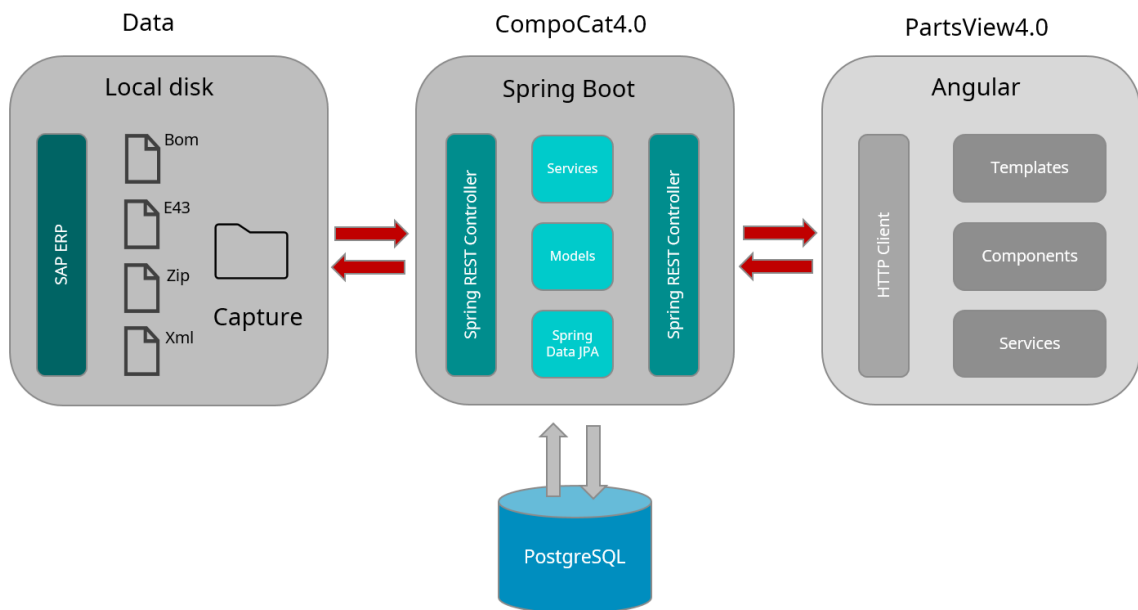 Data
CompoCat4.0
PartsView4.0
Local disk
SAP ERP
Bom
E43
Zip
Xml
Capture
Spring Boot
Spring REST Controller
Services
Models
Spring
Data JPA
Spring REST Controller
Angular
HTTP Client
Templates
Components
Services
PostgreSQL